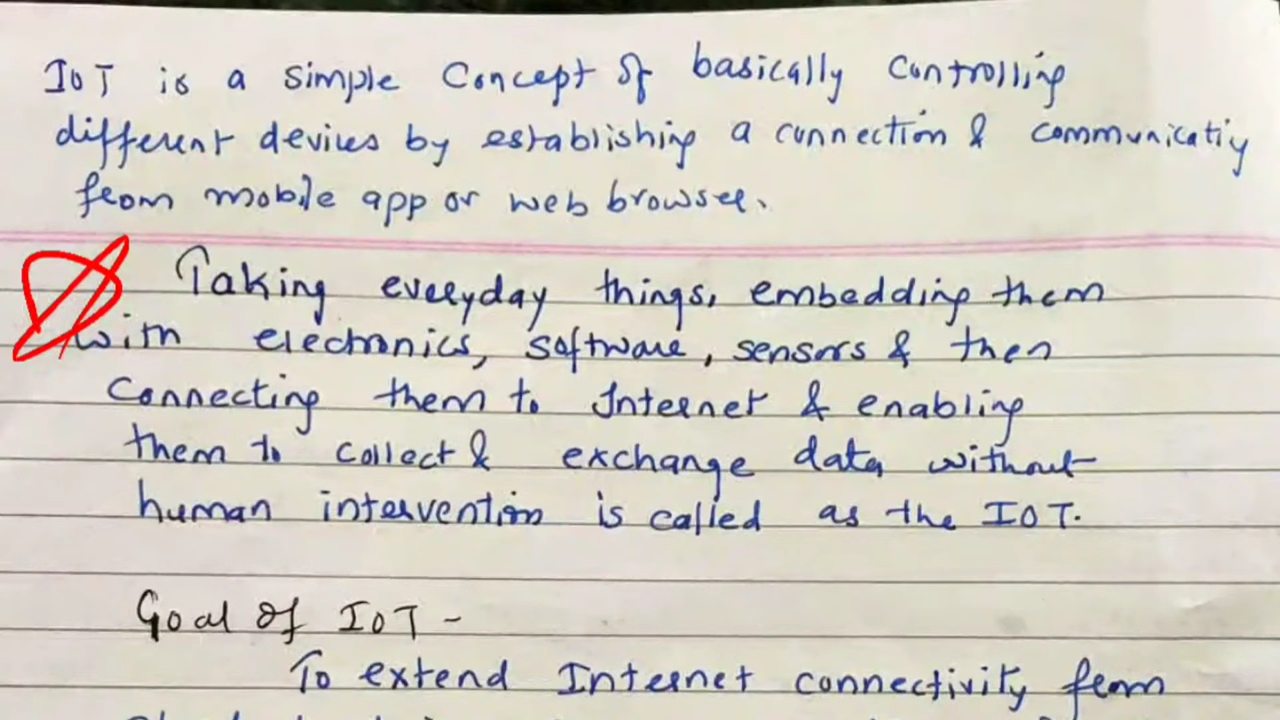 IOT is a simple Concept of basically Controlling
different devices by establishing a connection & communicatiy
from mobile app or web browser.
Taking everyday things, embedding them
with electronics, software, sensors & then
Connecting them to Internet & enabling
them to collect & exchange data without
human intervention is called as the IOT.
Goal of IOT -
To extend Internet connectivity from